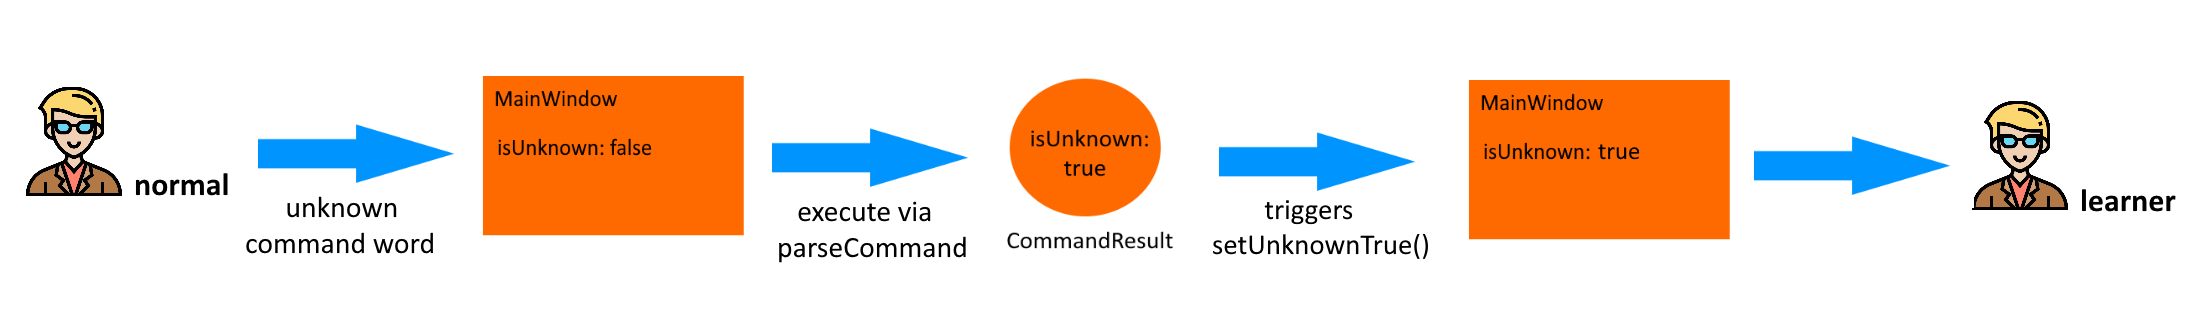 normal
unknown
command word
MainWindow
isUnknown: false
execute via
parseCommand
isUnknown:
true
CommandResult
triggers
setUnknownTrue()
MainWindow
isUnknown: true
learner